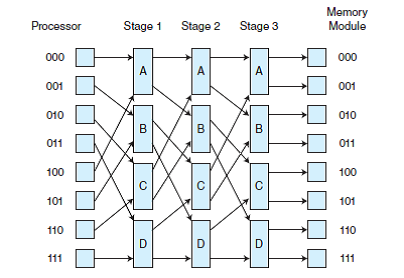 Memory
Processor Stage 1 Stage 2 Stage 3 Module
000 A A A 000
001 001
010 B B B 010
011 011
100 C C C 100
101 101
110 D D D 110
111 111